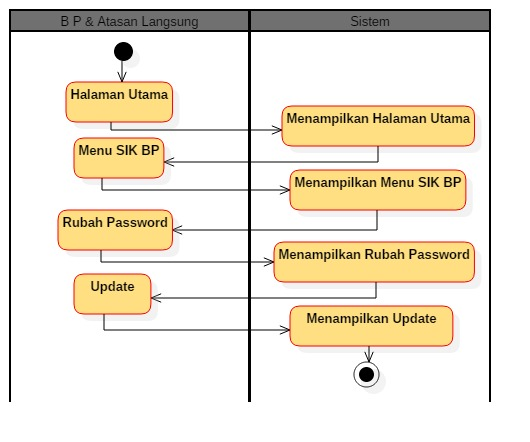 B P & Atasan Langsung
Sistem
Halaman Utama
Menampilkan Halaman Utama
Menu SIK BP
Menampilkan Menu SIK BP
Rubah Password
Menampilkan Rubah Password
Update
Menampilkan Update